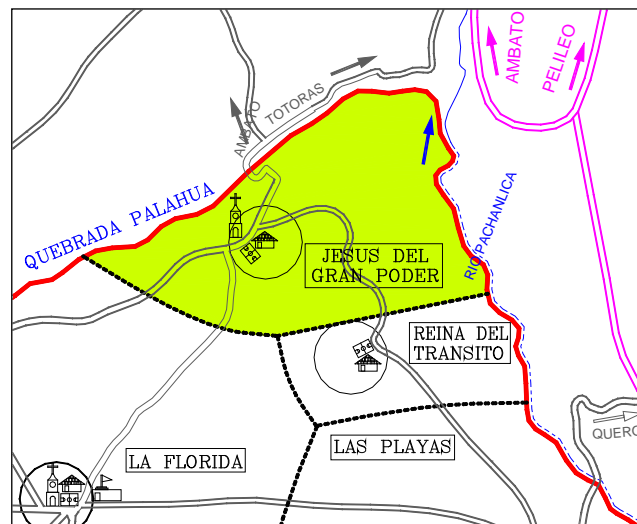 AMBATO
PELILEO
TOTORAS
AMBATO
QUEBRADA PALAHUA
RIO PACHANLICA
JESUS DEL
GRAN PODER
REINA DEL
TRANSITO
QUERO
LAS PLAYAS
LA FLORIDA